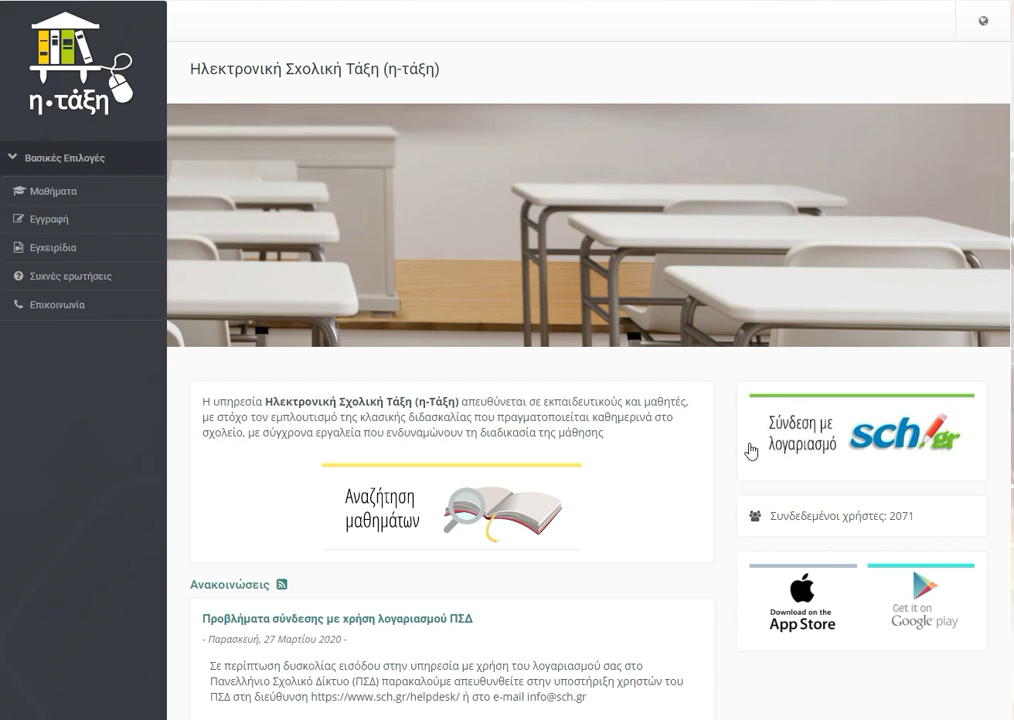 η•τάξη
Βασικές Επιλογές
Μαθήματα
Εγγραφή
Εγχειρίδια
Συχνές ερωτήσεις
Επικοινωνία
Ηλεκτρονική Σχολική Τάξη (η-τάξη)
Η υπηρεσία Ηλεκτρονική Σχολική Τάξη (η-Τάξη) απευθύνεται σε εκπαιδευτικούς και μαθητές,
με στόχο τον εμπλουτισμό της κλασικής διδασκαλίας που πραγματοποιείται καθημερινά στο
σχολείο, με σύγχρονα εργαλεία που ενδυναμώνουν τη διαδικασία της μάθησης
Αναζήτηση
μαθημάτων
Ανακοινώσεις
Προβλήματα σύνδεσης με χρήση λογαριασμού ΠΣΔ
- Παρασκευή, 27 Μαρτίου 2020 -
Σε περίπτωση δυσκολίας εισόδου στην υπηρεσία με χρήση του λογαριασμού σας στο
Πανελλήνιο Σχολικό Δίκτυο (ΠΣΔ) παρακαλούμε απευθυνθείτε στην υποστήριξη χρηστών του
ΠΣΔ στη διεύθυνση https://www.sch.gr/helpdesk/ ή στο e-mail info@sch.gr
Σύνδεση με
λογαριασμό
sch.gr
Συνδεδεμένοι χρήστες: 2071
Download on the
App Store
Get it on
Google play